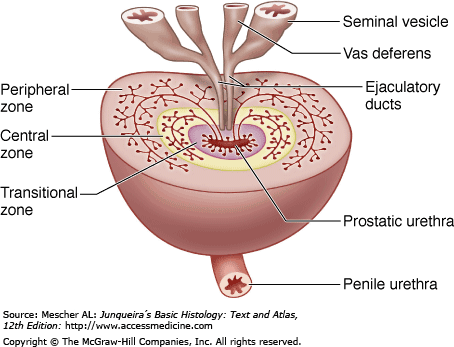 Seminal vesicle
Vas deferens
Ejaculatory
ducts
Peripheral
zone
Central
zone
Transitional
zone
Prostatic urethra
Penile urethra
Source: Mescher AL: Junqueira´s Basic Histology: Text and Atlas,
12th Edition: http://www.accessmedicine.com
Copyright © The McGraw-Hill Companies, Inc. All rights reserved.